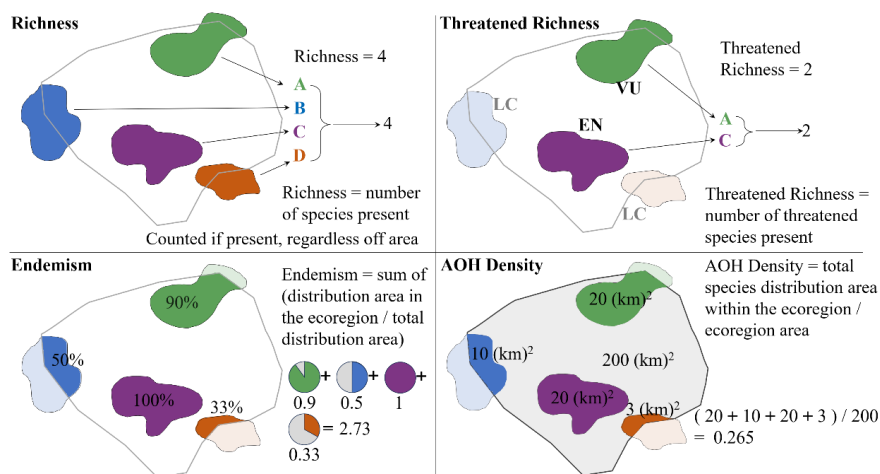 Richness
Richness = 4
A
B
C
D
4
Richness = number
of species present
Counted if present, regardless off area
Threatened Richness
Threatened
Richness = 2
VU
LC
EN
A
C
2
LC
Threatened Richness =
number of threatened
species present
Endemism
90%
50%
100%
33%
Endemism = sum of
(distribution area in
the ecoregion / total
distribution area)
+ + +
0.9 0.5 1
= 2.73
0.33
AOH Density
20 (km)²
10 (km)²
200 (km)²
20 (km)²
3 (km)²
AOH Density = total
species distribution area
within the ecoregion /
ecoregion area
( 20 + 10 + 20 + 3 ) / 200
= 0.265